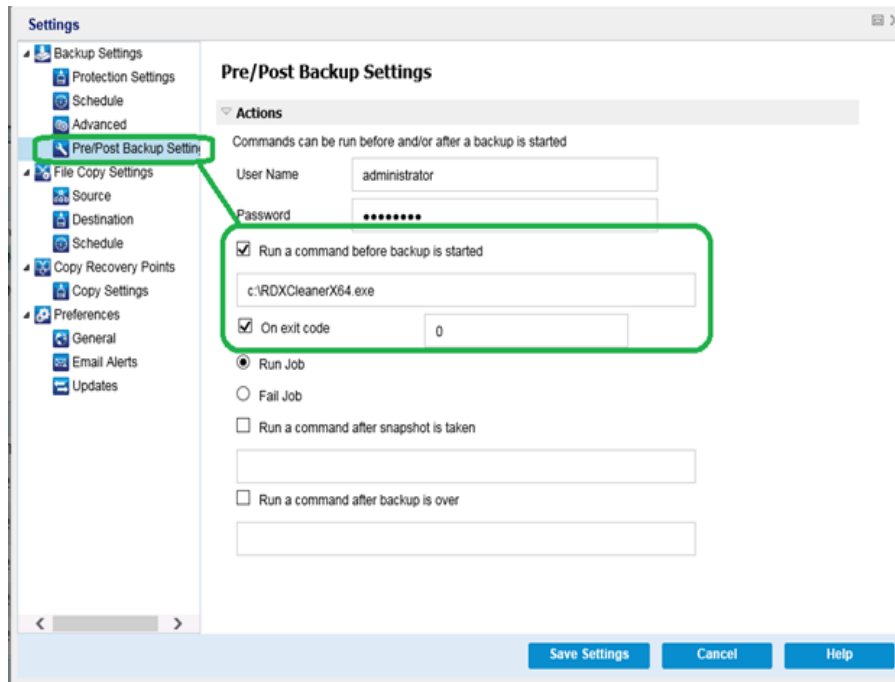 Settings
Backup Settings
Protection Settings
Schedule
Advanced
Pre/Post Backup Setting
File Copy Settings
Source
Destination
Schedule
Copy Recovery Points
Copy Settings
Preferences
General
Email Alerts
Updates
Pre/Post Backup Settings
Actions
Commands can be run before and/or after a backup is started
User Name
administrator
Password
••••••••
Run a command before backup is started
c:\RDXCleanerX64.exe
On exit code
0
Run Job
Fail Job
Run a command after snapshot is taken
Run a command after backup is over
Save Settings
Cancel
Help